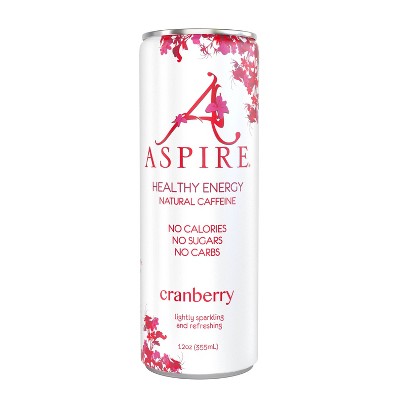 A
ASPIRE®
HEALTHY ENERGY
NATURAL CAFFEINE
NO CALORIES
NO SUGARS
NO CARBS
cranberry
lightly sparkling
and refreshing
12oz (355mL)